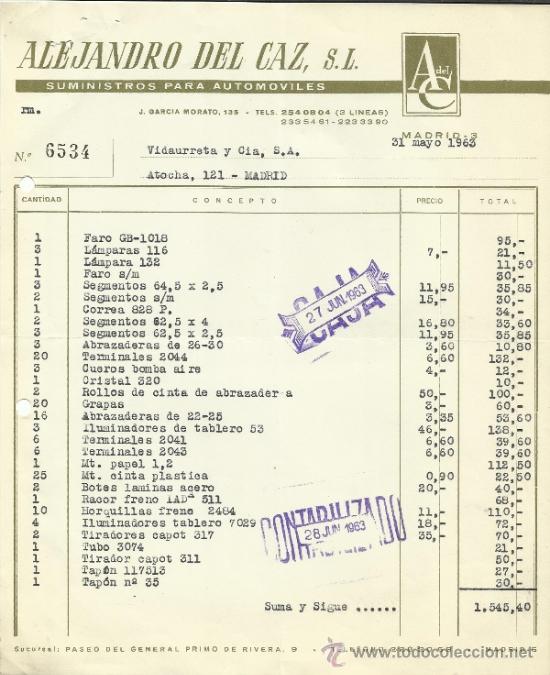 ALEJANDRO DEL CAZ, S.L.
SUMINISTROS PARA AUTOMOVILES
A del C
rm.
J. GARCIA MORATO, 135 - TELS. 2540804 (3 LINEAS)
2335461-2233390
MADRID-3
N.º 6534
Vidaurreta y Cia, S.A.
31 mayo 1963
Atocha, 121 - MADRID
CANTIDAD CONCEPTO PRECIO TOTAL
1 Faro GB-1018 95,-
3 Lámparas 116 7,- 21,-
1 Lámpara 132 11,50
1 Faro s/m 30,-
3 Segmentos 64,5 x 2,5 11,95 35,85
2 Segmentos s/m 15,- 30,-
1 Correa 828 P. 34,-
2 Segmentos 62,5 x 4 16,80 33,60
3 Segmentos 62,5 x 2,5 11,95 35,85
3 Abrazaderas de 26-30 3,60 10,80
20 Terminales 2044 6,60 132,-
3 Cueros bomba aire 4,- 12,-
1 Cristal 320 10,-
2 Rollos de cinta de abrazadera 50,- 100,-
20 Grapas 3,- 60,-
16 Abrazaderas de 22-25 3,35 53,60
3 Iluminadores de tablero 53 46,- 138,-
6 Terminales 2041 6,60 39,60
6 Terminales 2043 6,60 39,60
1 Mt. papel 1,2 112,50
25 Mt. cinta plastica 0,90 22,50
2 Botes laminas acero 20,- 40,-
1 Racor freno IADª 511 68,-
10 Horquillas freno 2484 11,- 110,-
4 Iluminadores tablero 7029 18,- 72,-
2 Tiradores capot 317 35,- 70,-
1 Tubo 3074 21,-
1 Tirador capot 311 50,-
1 Tapón 117513 27,-
1 Tapón nº 35 30,-
Suma y Sigue ...... 1.545,40
CAJA
27 JUN 1963
CAJA
CONTABILIZADO
28 JUN 1963
Sucursal: PASEO DEL GENERAL PRIMO DE RIVERA, 9
todocoleccion.net